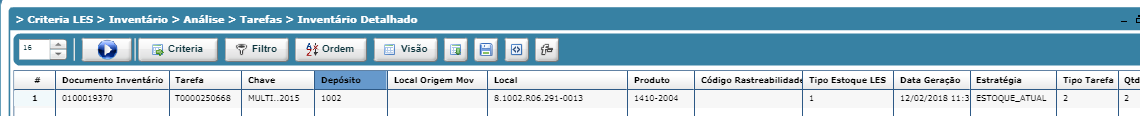 > Criteria LES > Inventário > Análise > Tarefas > Inventário Detalhado
16 Criteria Filtro Ordem Visão
# Documento Inventário Tarefa Chave Depósito Local Origem Mov Local Produto Código Rastreabilidade Tipo Estoque LES Data Geração Estratégia Tipo Tarefa Qtd
1 0100019370 T0000250668 MULTI..2015 1002 8.1002.R06.291-0013 1410-2004 1 12/02/2018 11:3 ESTOQUE_ATUAL 2 2